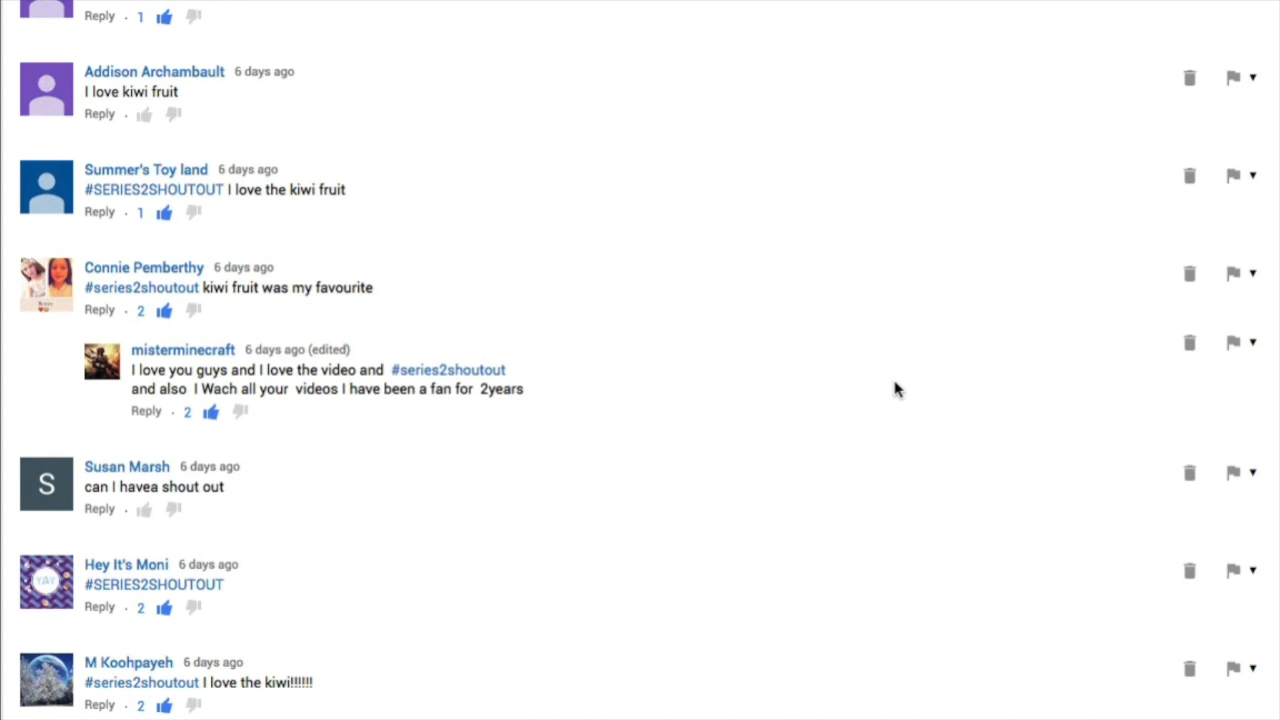 Reply . 1
Addison Archambault 6 days ago
I love kiwi fruit
Reply .
Summer's Toy land 6 days ago
#SERIES2SHOUTOUT I love the kiwi fruit
Reply . 1
Connie Pemberthy 6 days ago
#series2shoutout kiwi fruit was my favourite
Reply . 2
misterminecraft 6 days ago (edited)
I love you guys and I love the video and #series2shoutout
and also I Wach all your videos I have been a fan for 2years
Reply . 2
S
Susan Marsh 6 days ago
can I havea shout out
Reply .
YAY
Hey It's Moni 6 days ago
#SERIES2SHOUTOUT
Reply . 2
M Koohpayeh 6 days ago
#series2shoutout I love the kiwi!!!!!!
Reply . 2